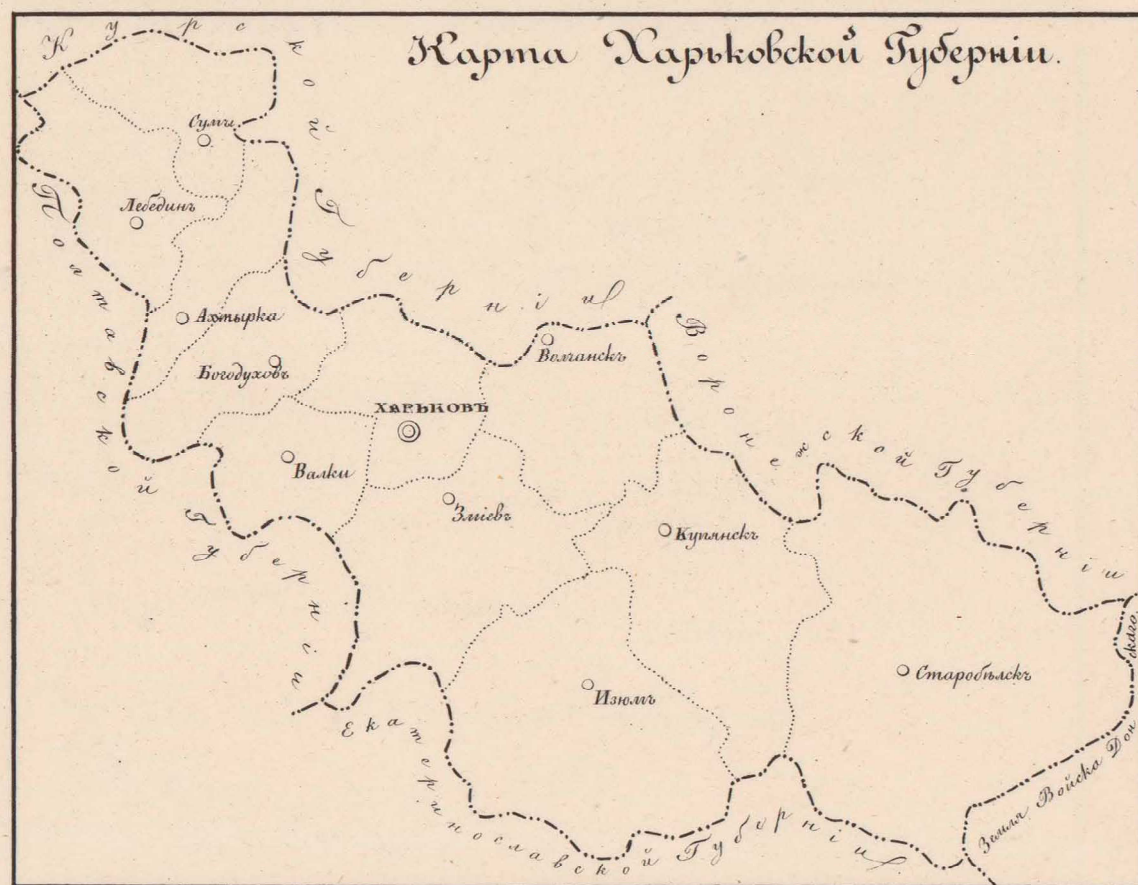 Карта Харьковской Губерніи.
Курской Губерніи
Сумы
Лебединъ
Полтавской Губерніи
Ахтырка
Богодуховъ
Волчанскъ
Воронежской Губерніи
ХАРЬКОВЪ
Валки
Зміевъ
Купянскъ
Старобѣлскъ
Изюмъ
Екатеринославской Губерніи
Земля Войска Донскаго